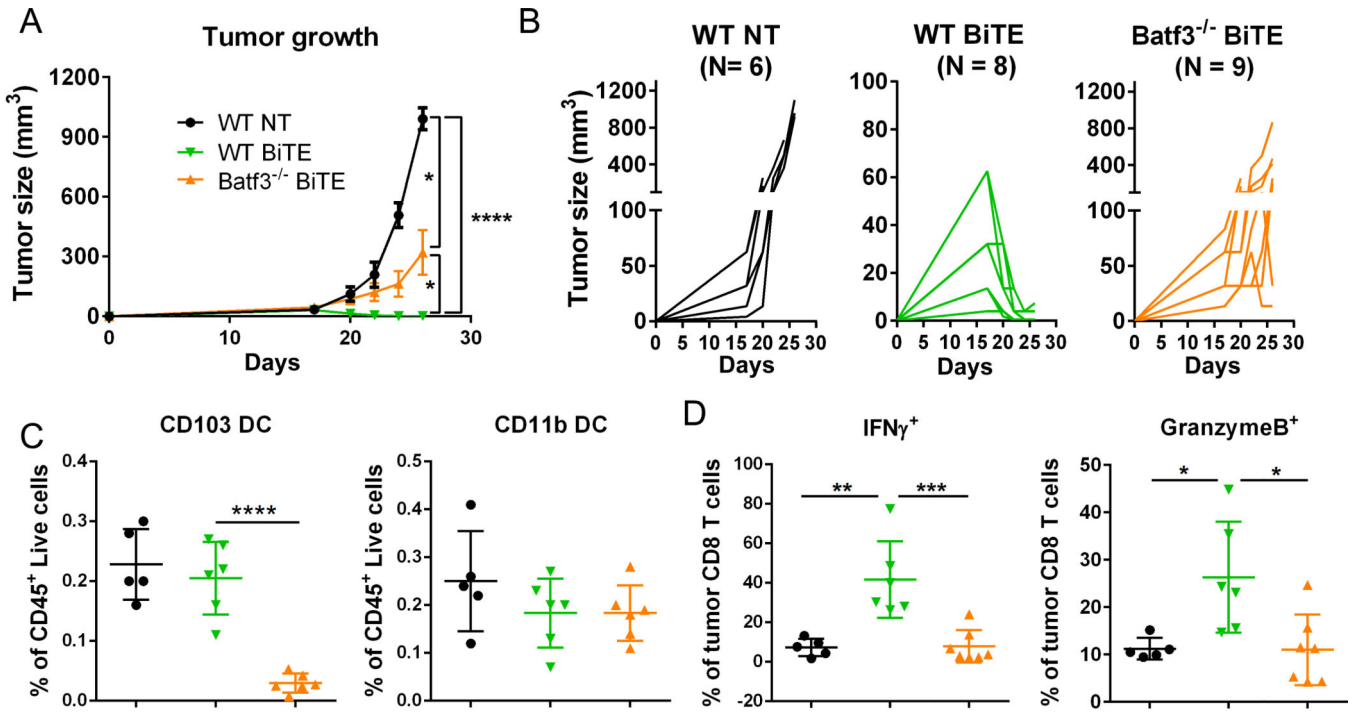 A
Tumor growth
Tumor size (mm³)
1200
900
600
300
0
WT NT
WT BiTE
Batf3⁻/⁻ BiTE
*
*
****
0
10
20
30
Days
B
WT NT
(N= 6)
WT BiTE
(N = 8)
Batf3⁻/⁻ BiTE
(N = 9)
Tumor size (mm³)
1200
800
400
100
50
0
0 5 10 15 20 25 30
Days
100
80
60
40
20
0
0 5 10 15 20 25 30
Days
1200
800
400
100
50
0
0 5 10 15 20 25 30
Days
C
CD103 DC
% of CD45⁺ Live cells
0.4
0.3
0.2
0.1
0.0
****
CD11b DC
% of CD45⁺ Live cells
0.5
0.4
0.3
0.2
0.1
0.0
D
IFNγ⁺
% of tumor CD8 T cells
100
80
60
40
20
0
-20
**
***
GranzymeB⁺
% of tumor CD8 T cells
50
40
30
20
10
0
*
*